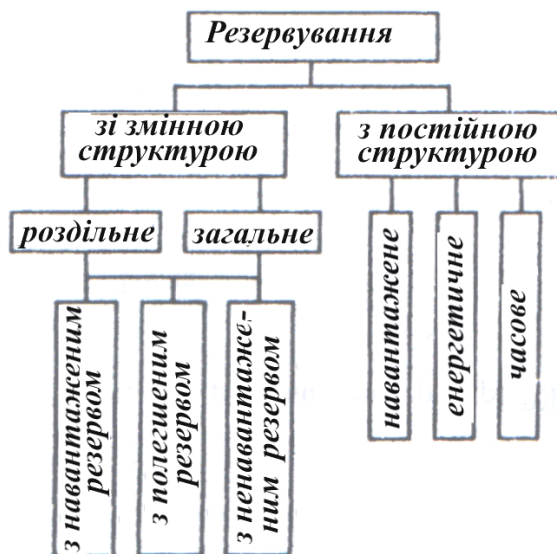 Резервування
зі змінною
структурою
з постійною
структурою
роздільне
загальне
з навантаженим
резервом
з полегшеним
резервом
з ненавантаже-
ним резервом
навантажене
енергетичне
часове